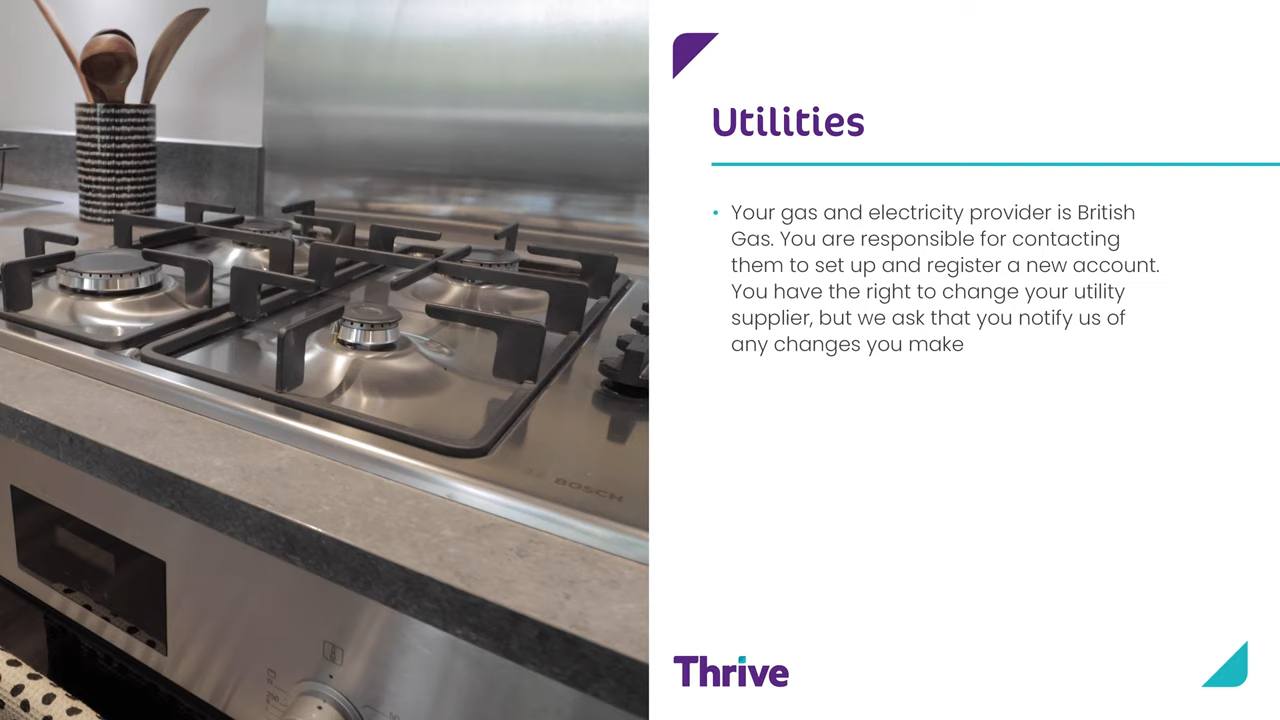 Utilities
Your gas and electricity provider is British
Gas. You are responsible for contacting
them to set up and register a new account.
You have the right to change your utility
supplier, but we ask that you notify us of
any changes you make
BOSCH
Thrive